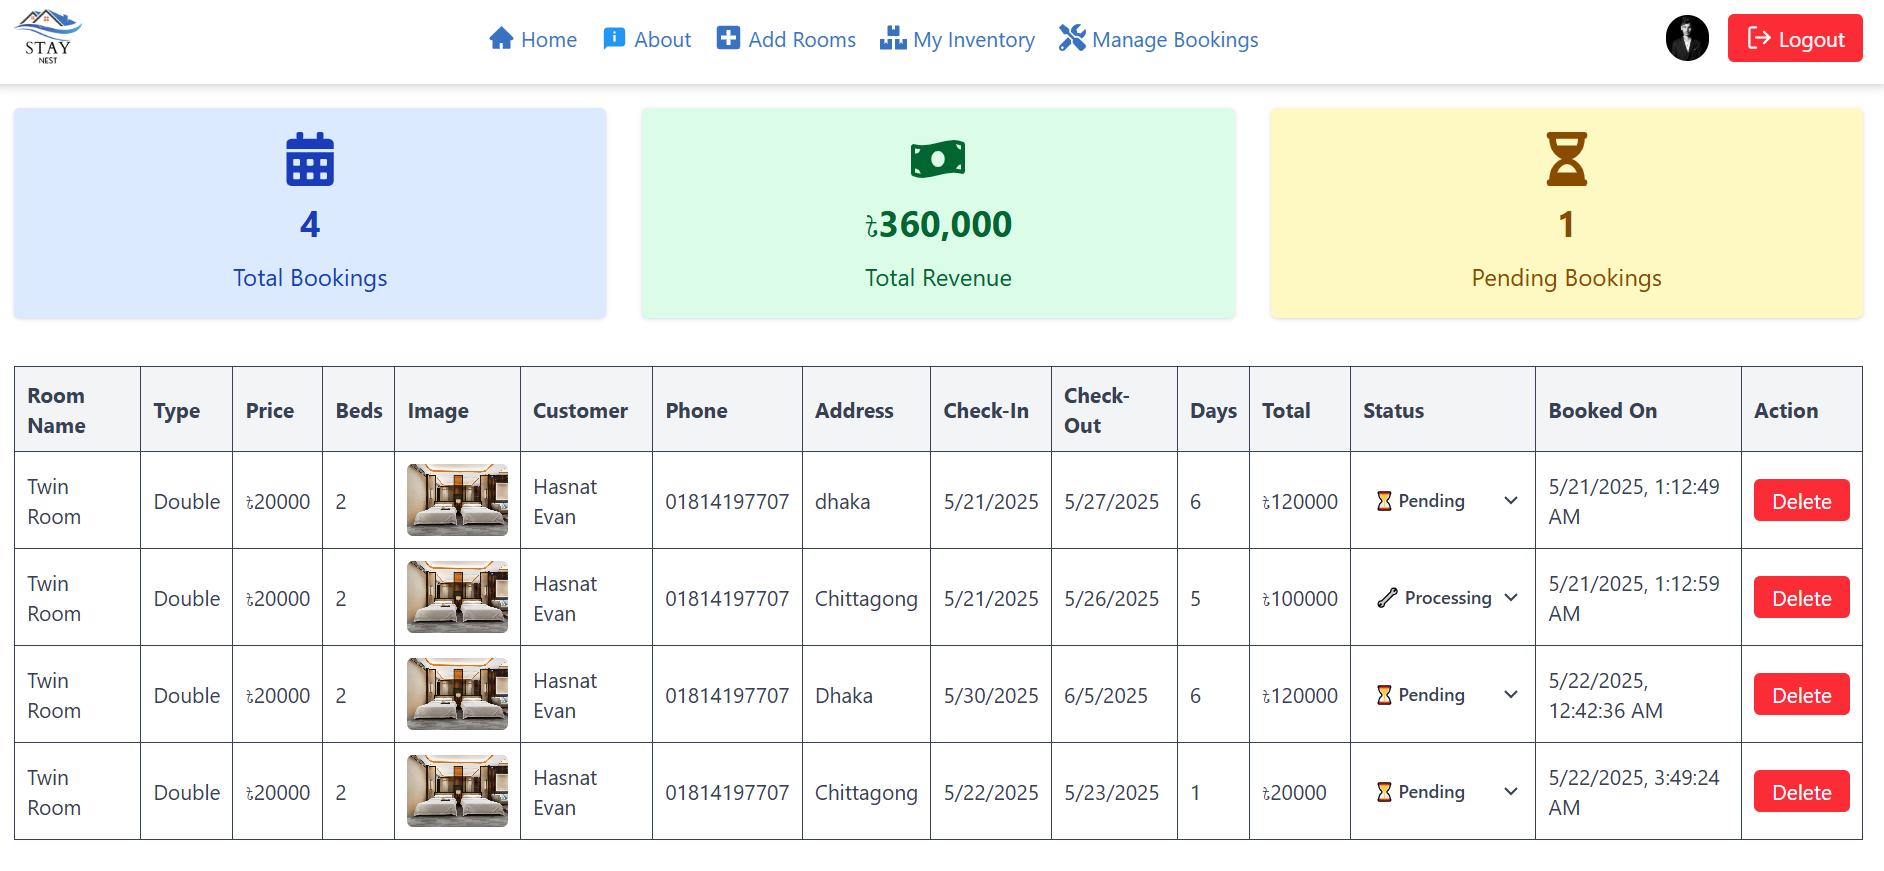 STAY
NEST
Home About Add Rooms My Inventory Manage Bookings Logout
4
Total Bookings
৳360,000
Total Revenue
1
Pending Bookings
Room Name Type Price Beds Image Customer Phone Address Check-In Check-Out Days Total Status Booked On Action
Twin Room Double ৳20000 2 Hasnat Evan 01814197707 dhaka 5/21/2025 5/27/2025 6 ৳120000 Pending 5/21/2025, 1:12:49 AM Delete
Twin Room Double ৳20000 2 Hasnat Evan 01814197707 Chittagong 5/21/2025 5/26/2025 5 ৳100000 Processing 5/21/2025, 1:12:59 AM Delete
Twin Room Double ৳20000 2 Hasnat Evan 01814197707 Dhaka 5/30/2025 6/5/2025 6 ৳120000 Pending 5/22/2025, 12:42:36 AM Delete
Twin Room Double ৳20000 2 Hasnat Evan 01814197707 Chittagong 5/22/2025 5/23/2025 1 ৳20000 Pending 5/22/2025, 3:49:24 AM Delete